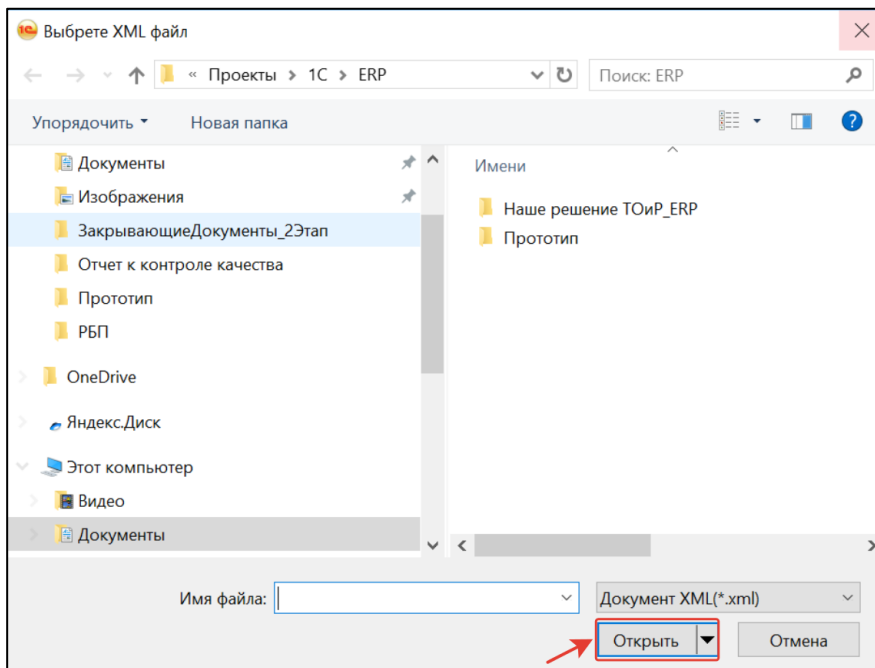 1С Выбрете XML файл
« Проекты > 1С > ERP
Поиск: ERP
Упорядочить
Новая папка
?
Документы
Изображения
ЗакрывающиеДокументы_2Этап
Отчет к контроле качества
Прототип
РБП
OneDrive
Яндекс.Диск
Этот компьютер
Видео
Документы
Имени
Наше решение ТОиР_ERP
Прототип
Имя файла:
Документ XML(*.xml)
Открыть
Отмена